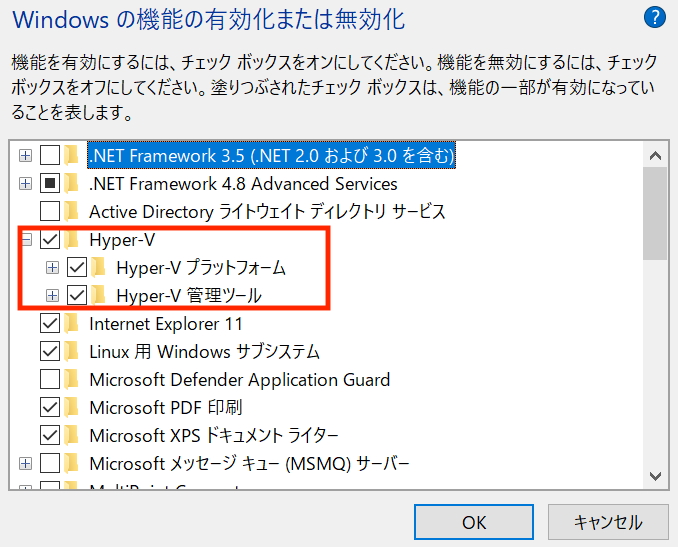 Windows の機能の有効化または無効化
?
機能を有効にするには、チェック ボックスをオンにしてください。機能を無効にするには、チェック
ボックスをオフにしてください。塗りつぶされたチェック ボックスは、機能の一部が有効になってい
ることを表します。
.NET Framework 3.5 (.NET 2.0 および 3.0 を含む)
.NET Framework 4.8 Advanced Services
Active Directory ライトウェイト ディレクトリ サービス
Hyper-V
Hyper-V プラットフォーム
Hyper-V 管理ツール
Internet Explorer 11
Linux 用 Windows サブシステム
Microsoft Defender Application Guard
Microsoft PDF 印刷
Microsoft XPS ドキュメント ライター
Microsoft メッセージ キュー (MSMQ) サーバー
OK
キャンセル